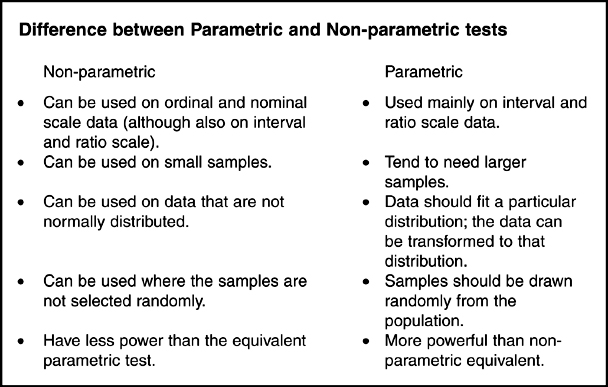 Difference between Parametric and Non-parametric tests
Non-parametric
• Can be used on ordinal and nominal
scale data (although also on interval
and ratio scale).
• Can be used on small samples.
• Can be used on data that are not
normally distributed.
• Can be used where the samples are
not selected randomly.
• Have less power than the equivalent
parametric test.
Parametric
• Used mainly on interval and
ratio scale data.
• Tend to need larger
samples.
• Data should fit a particular
distribution; the data can
be transformed to that
distribution.
• Samples should be drawn
randomly from the
population.
• More powerful than non-
parametric equivalent.